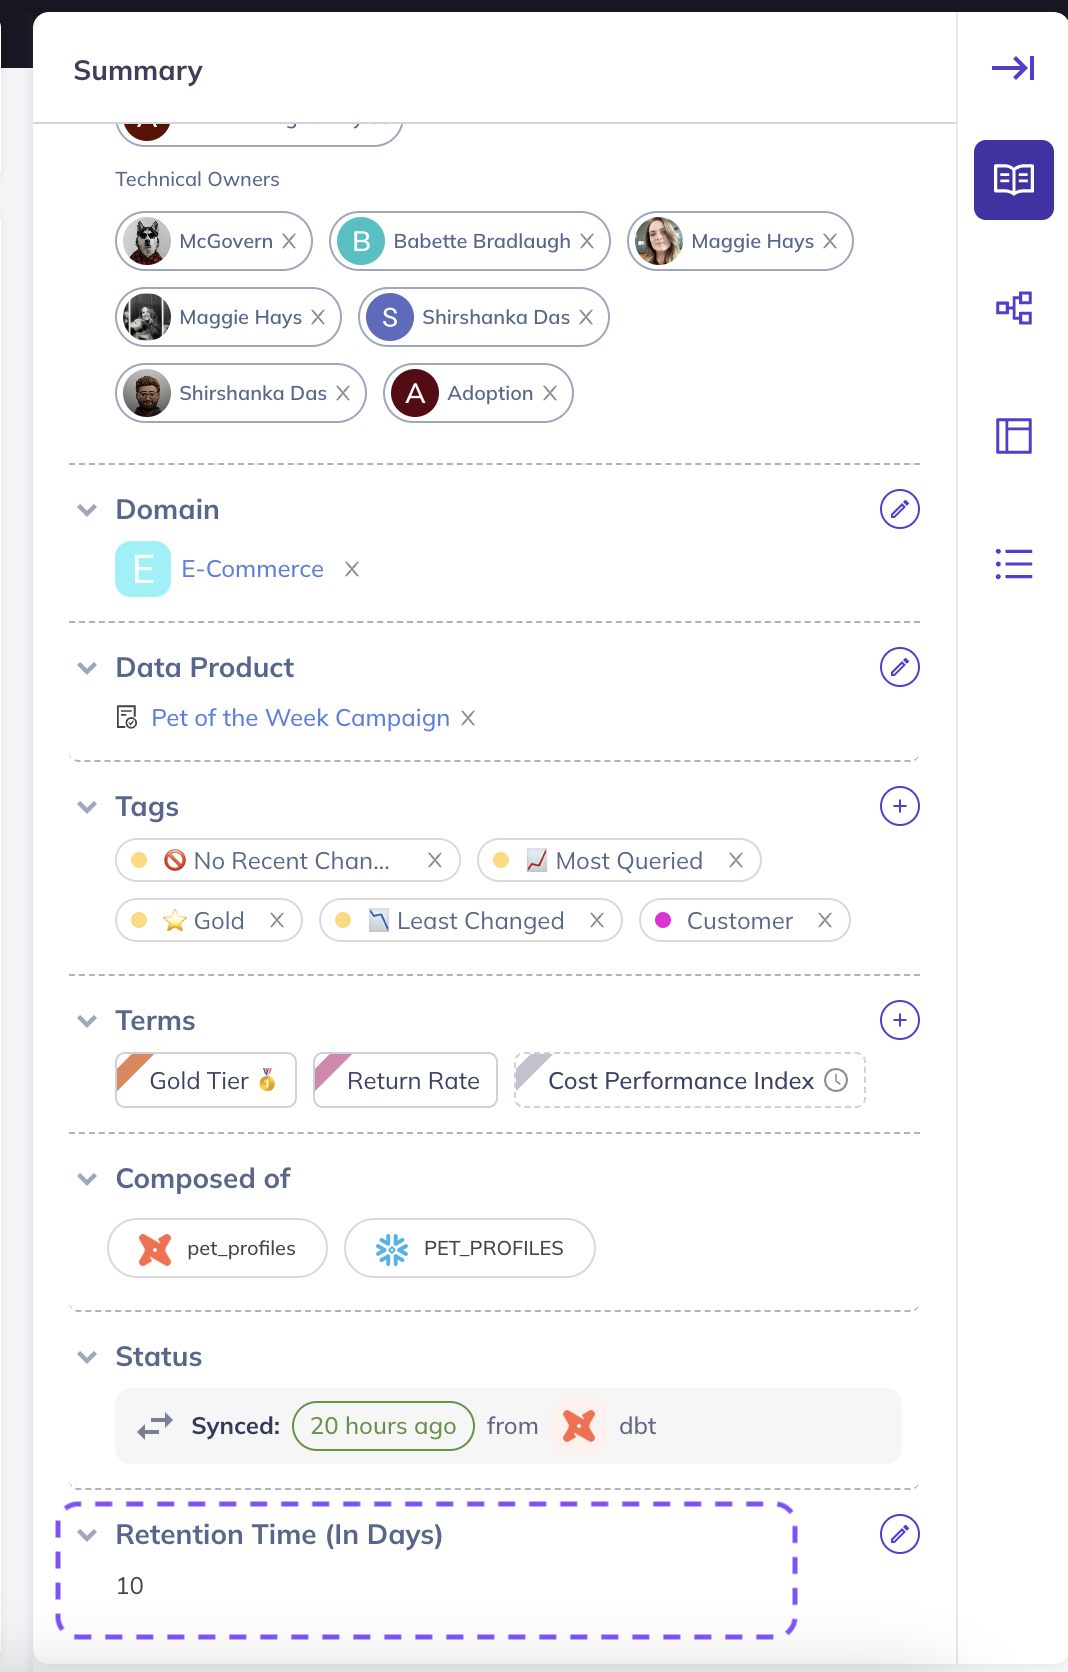 Summary
Technical Owners
McGovern
B Babette Bradlaugh
Maggie Hays
Maggie Hays
S Shirshanka Das
Shirshanka Das
A Adoption
Domain
E E-Commerce
Data Product
Pet of the Week Campaign
Tags
🚫 No Recent Chan...
📈 Most Queried
⭐ Gold
📉 Least Changed
Customer
Terms
Gold Tier 🥇
Return Rate
Cost Performance Index
Composed of
pet_profiles
PET_PROFILES
Status
Synced: 20 hours ago from dbt
Retention Time (In Days)
10